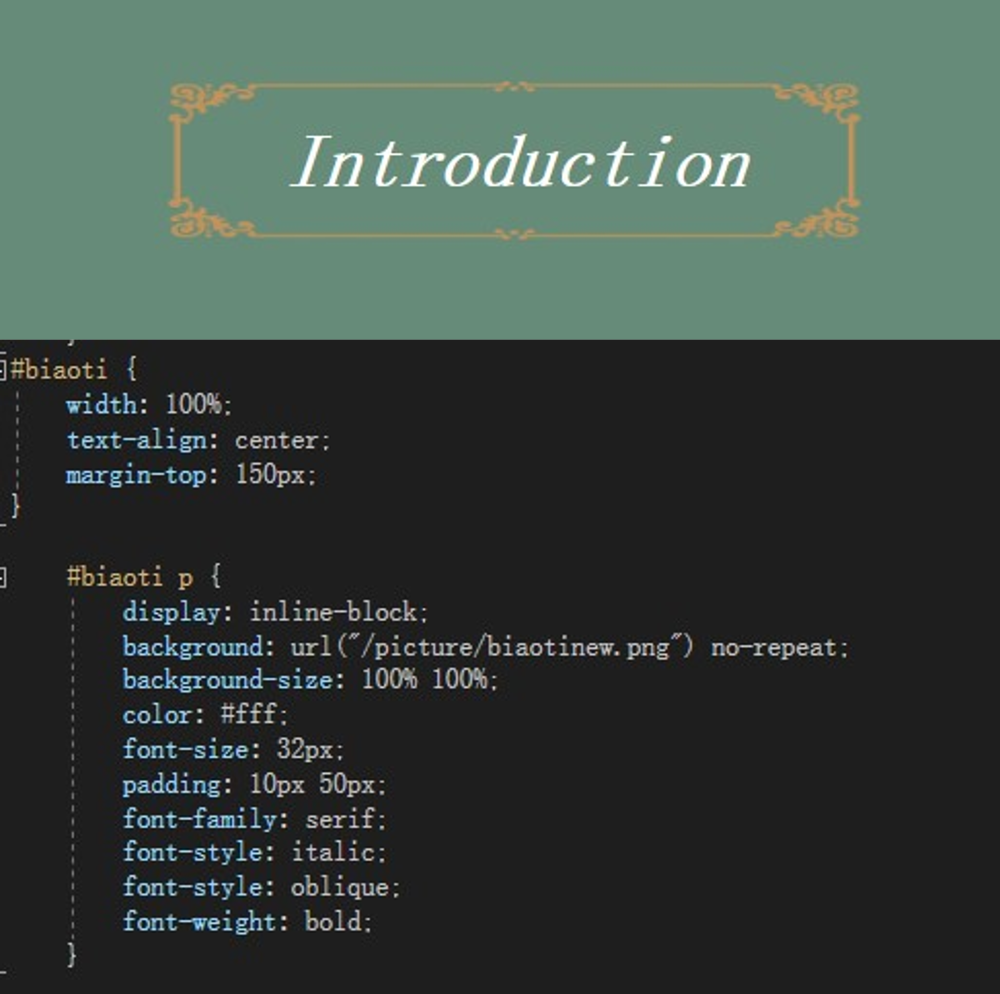 Introduction
}
#biaoti {
width: 100%;
text-align: center;
margin-top: 150px;
}
#biaoti p {
display: inline-block;
background: url("/picture/biaotinew.png") no-repeat;
background-size: 100% 100%;
color: #fff;
font-size: 32px;
padding: 10px 50px;
font-family: serif;
font-style: italic;
font-style: oblique;
font-weight: bold;
}